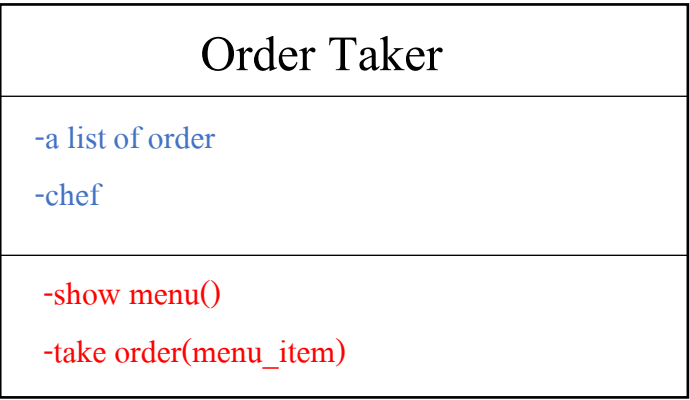 Order Taker
-a list of order
-chef
-show menu()
-take order(menu_item)